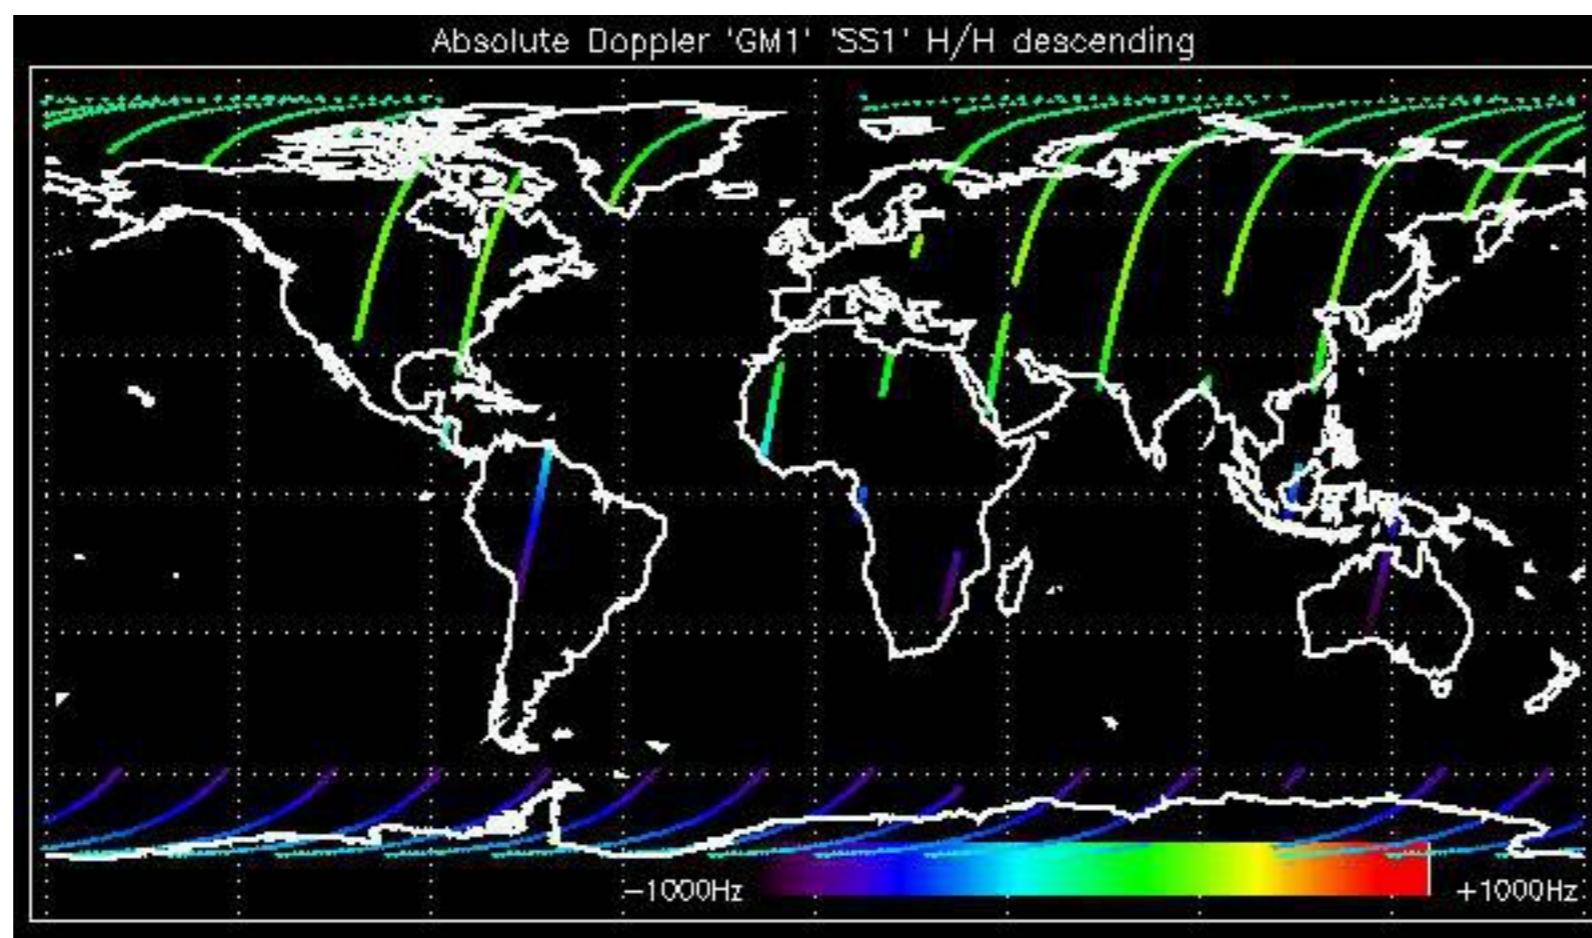 Absolute Doppler 'GM1' 'SS1' H/H descending
−1000Hz +1000Hz